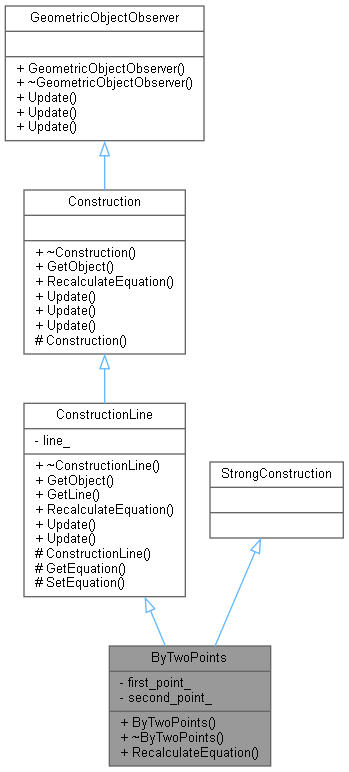 GeometricObjectObserver
+ GeometricObjectObserver()
+ ~GeometricObjectObserver()
+ Update()
+ Update()
+ Update()
Construction
+ ~Construction()
+ GetObject()
+ RecalculateEquation()
+ Update()
+ Update()
+ Update()
# Construction()
ConstructionLine
- line_
+ ~ConstructionLine()
+ GetObject()
+ GetLine()
+ RecalculateEquation()
+ Update()
+ Update()
# ConstructionLine()
# GetEquation()
# SetEquation()
StrongConstruction
ByTwoPoints
- first_point_
- second_point_
+ ByTwoPoints()
+ ~ByTwoPoints()
+ RecalculateEquation()